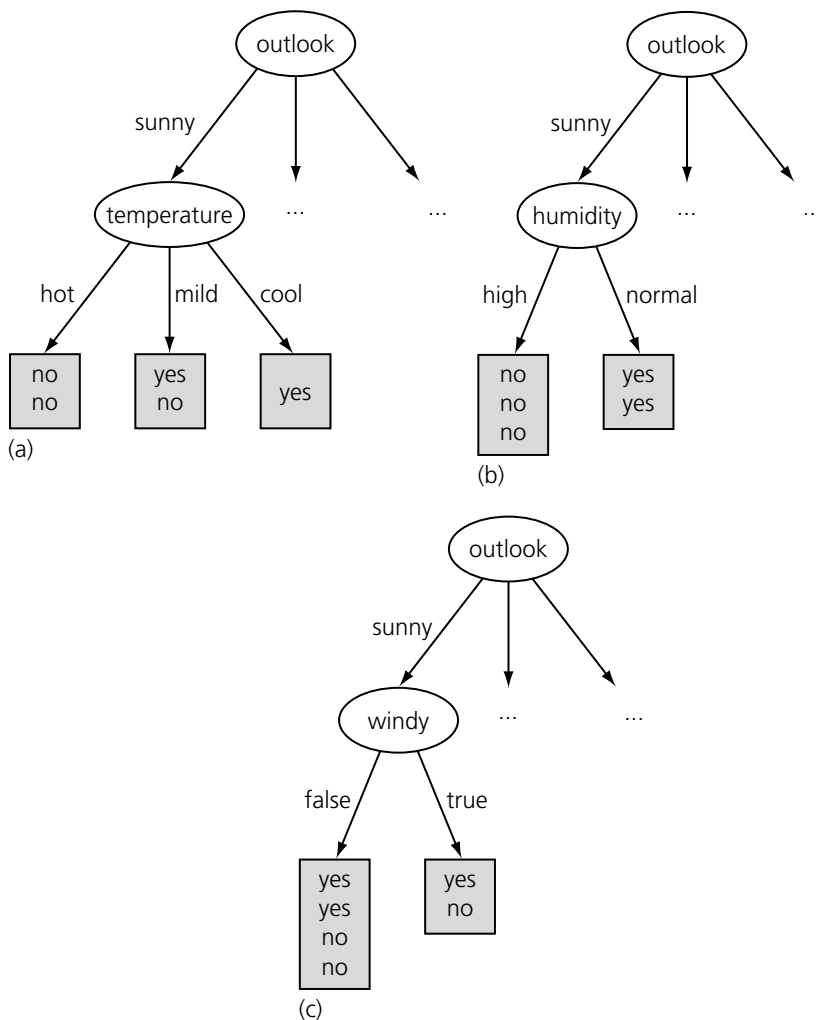 outlook
sunny
temperature
...
...
hot
mild
cool
no
no
yes
no
yes
(a)
outlook
sunny
humidity
...
..
high
normal
no
no
no
yes
yes
(b)
outlook
sunny
windy
...
...
false
true
yes
yes
no
no
yes
no
(c)